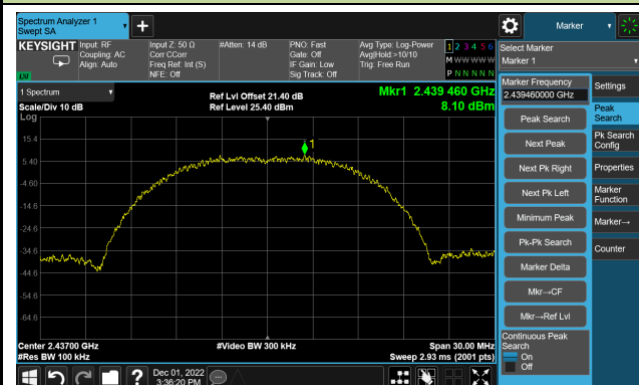 Spectrum Analyzer 1
Swept SA
+
Marker
KEYSIGHT
Input: RF
Coupling: AC
Align: Auto
Input Z: 50 Ω
Corr CCorr
Freq Ref: Int (S)
NFE: Off
#Atten: 14 dB
PNO: Fast
Gate: Off
IF Gain: Low
Sig Track: Off
Avg Type: Log-Power
Avg|Hold:>10/10
Trig: Free Run
1 2 3 4 5 6
M W W W W W
P N N N N N
LXI
Select Marker
Marker 1
1 Spectrum
Scale/Div 10 dB
Log
Ref Lvl Offset 21.40 dB
Ref Level 25.40 dBm
Mkr1 2.439 460 GHz
8.10 dBm
15.4
5.40
-4.60
-14.6
-24.6
-34.6
-44.6
-54.6
-64.6
1
Center 2.43700 GHz
#Res BW 100 kHz
#Video BW 300 kHz
Span 30.00 MHz
Sweep 2.93 ms (2001 pts)
Marker Frequency
2.439460000 GHz
Peak Search
Next Peak
Next Pk Right
Next Pk Left
Minimum Peak
Pk-Pk Search
Marker Delta
Mkr→CF
Mkr→Ref Lvl
Continuous Peak
Search
On
Off
Settings
Peak
Search
Pk Search
Config
Properties
Marker
Function
Marker→
Counter
?
Dec 01, 2022
3:36:20 PM